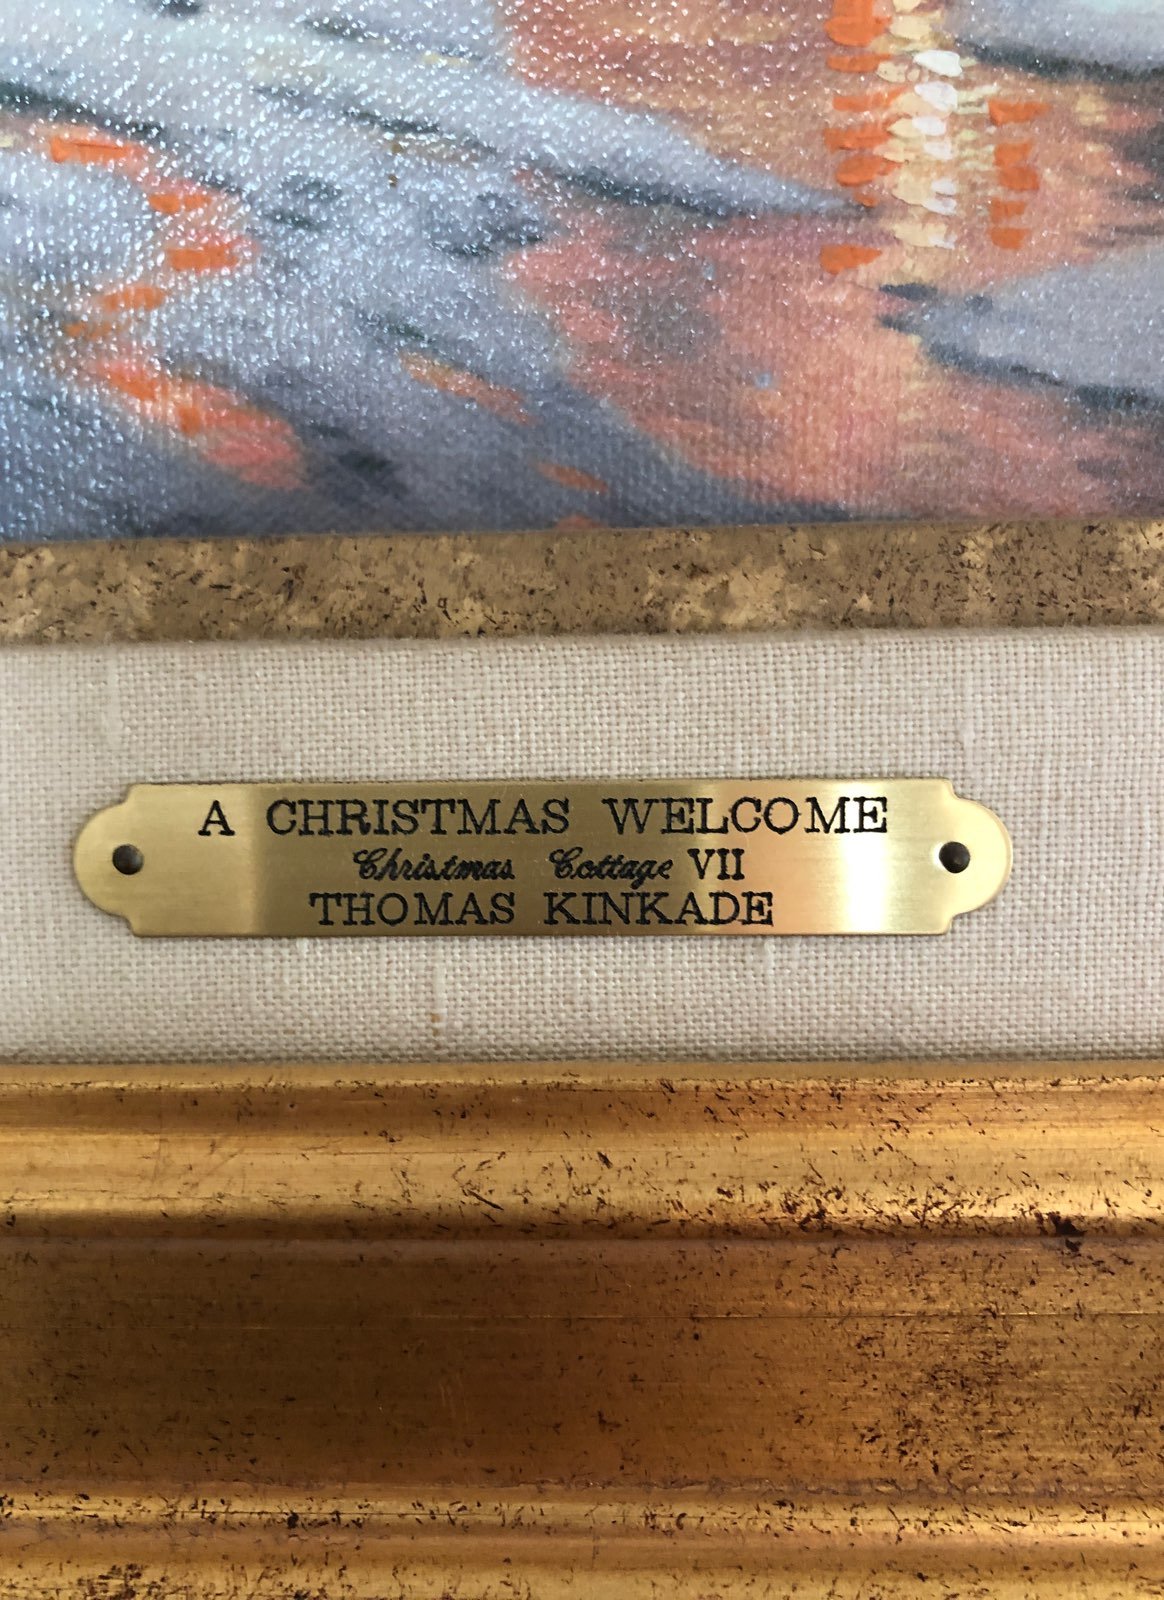 A CHRISTMAS WELCOME
Christmas Cottage VII
THOMAS KINKADE